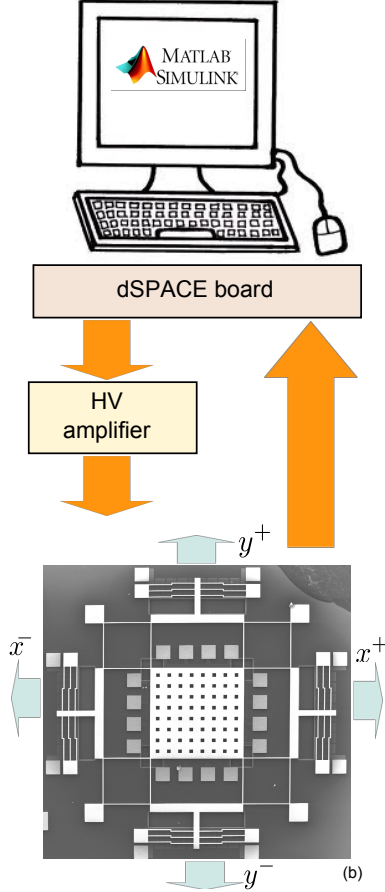 MATLAB
SIMULINK
dSPACE board
HV
amplifier
y⁺
x⁻
x⁺
y⁻
(b)